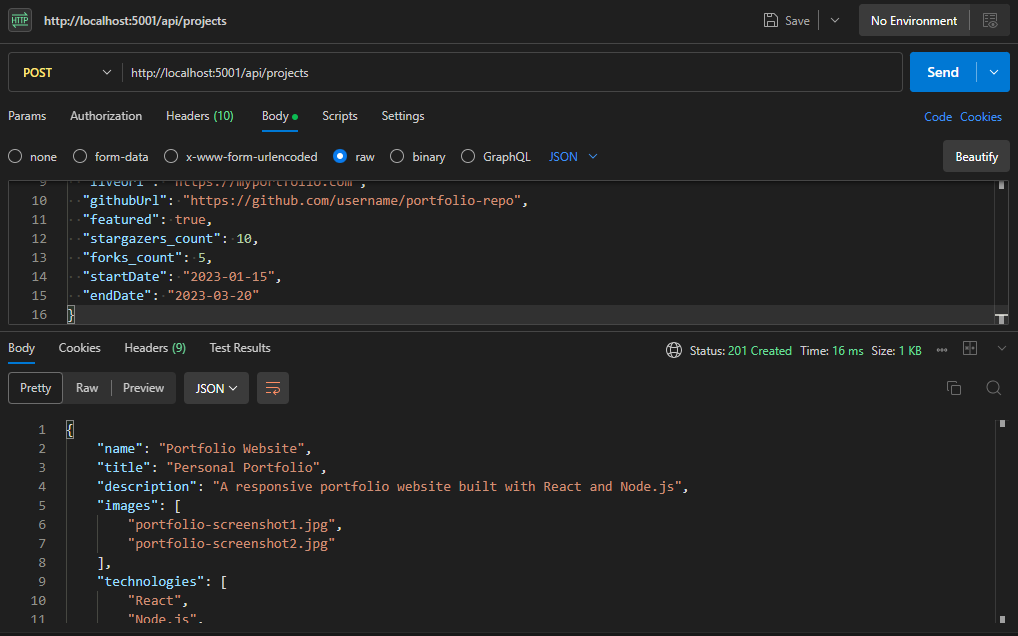 HTTP http://localhost:5001/api/projects Save No Environment
POST http://localhost:5001/api/projects Send
Params Authorization Headers (10) Body Scripts Settings Code Cookies
none form-data x-www-form-urlencoded raw binary GraphQL JSON Beautify
9 "liveUrl": "https://myportfolio.com",
10 "githubUrl": "https://github.com/username/portfolio-repo",
11 "featured": true,
12 "stargazers_count": 10,
13 "forks_count": 5,
14 "startDate": "2023-01-15",
15 "endDate": "2023-03-20"
16 }
Body Cookies Headers (9) Test Results Status: 201 Created Time: 16 ms Size: 1 KB
Pretty Raw Preview JSON
1 {
2 "name": "Portfolio Website",
3 "title": "Personal Portfolio",
4 "description": "A responsive portfolio website built with React and Node.js",
5 "images": [
6 "portfolio-screenshot1.jpg",
7 "portfolio-screenshot2.jpg"
8 ],
9 "technologies": [
10 "React",
11 "Node.js",